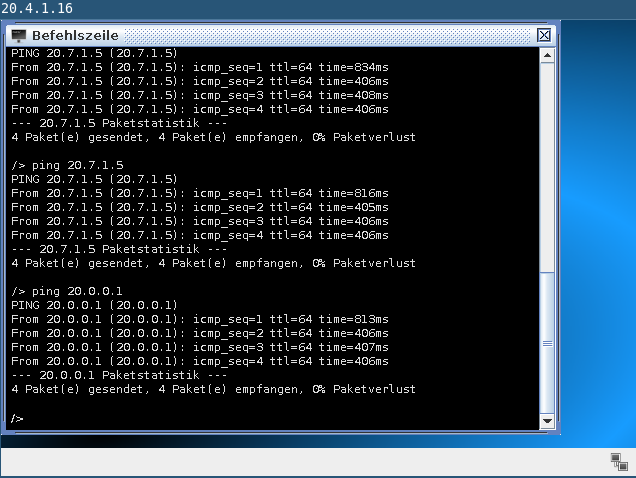 20.4.1.16
Befehlszeile
PING 20.7.1.5 (20.7.1.5)
From 20.7.1.5 (20.7.1.5): icmp_seq=1 ttl=64 time=834ms
From 20.7.1.5 (20.7.1.5): icmp_seq=2 ttl=64 time=406ms
From 20.7.1.5 (20.7.1.5): icmp_seq=3 ttl=64 time=408ms
From 20.7.1.5 (20.7.1.5): icmp_seq=4 ttl=64 time=406ms
--- 20.7.1.5 Paketstatistik ---
4 Paket(e) gesendet, 4 Paket(e) empfangen, 0% Paketverlust
/> ping 20.7.1.5
PING 20.7.1.5 (20.7.1.5)
From 20.7.1.5 (20.7.1.5): icmp_seq=1 ttl=64 time=816ms
From 20.7.1.5 (20.7.1.5): icmp_seq=2 ttl=64 time=405ms
From 20.7.1.5 (20.7.1.5): icmp_seq=3 ttl=64 time=406ms
From 20.7.1.5 (20.7.1.5): icmp_seq=4 ttl=64 time=406ms
--- 20.7.1.5 Paketstatistik ---
4 Paket(e) gesendet, 4 Paket(e) empfangen, 0% Paketverlust
/> ping 20.0.0.1
PING 20.0.0.1 (20.0.0.1)
From 20.0.0.1 (20.0.0.1): icmp_seq=1 ttl=64 time=813ms
From 20.0.0.1 (20.0.0.1): icmp_seq=2 ttl=64 time=406ms
From 20.0.0.1 (20.0.0.1): icmp_seq=3 ttl=64 time=407ms
From 20.0.0.1 (20.0.0.1): icmp_seq=4 ttl=64 time=406ms
--- 20.0.0.1 Paketstatistik ---
4 Paket(e) gesendet, 4 Paket(e) empfangen, 0% Paketverlust
/>